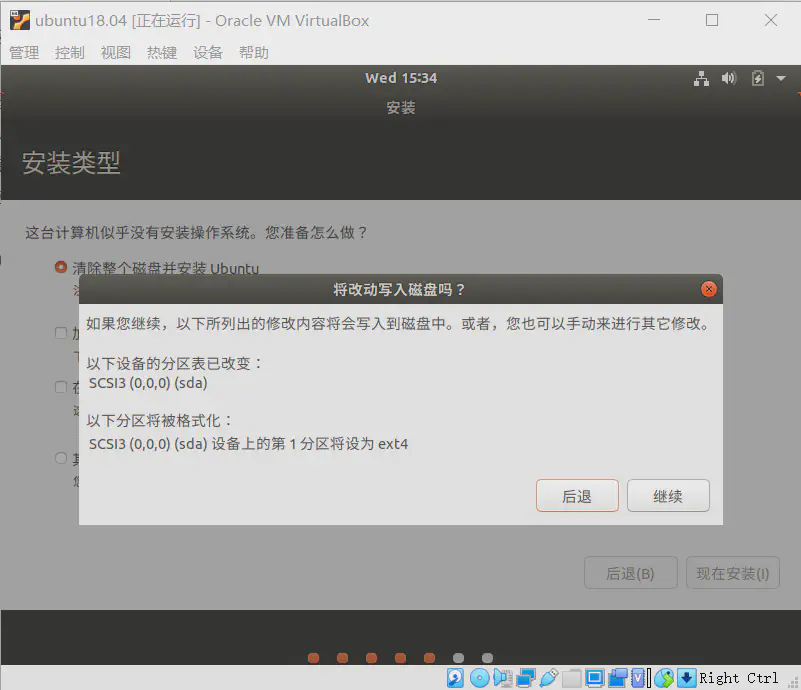 ubuntu18.04 [正在运行] - Oracle VM VirtualBox
管理 控制 视图 热键 设备 帮助
Wed 15:34
安装
安装类型
这台计算机似乎没有安装操作系统。您准备怎么做？
清除整个磁盘并安装 Ubuntu
将改动写入磁盘吗？
如果您继续，以下所列出的修改内容将会写入到磁盘中。或者，您也可以手动来进行其它修改。
以下设备的分区表已改变：
SCSI3 (0,0,0) (sda)
以下分区将被格式化：
SCSI3 (0,0,0) (sda) 设备上的第 1 分区将设为 ext4
后退 继续
后退(B) 现在安装(I)
Right Ctrl